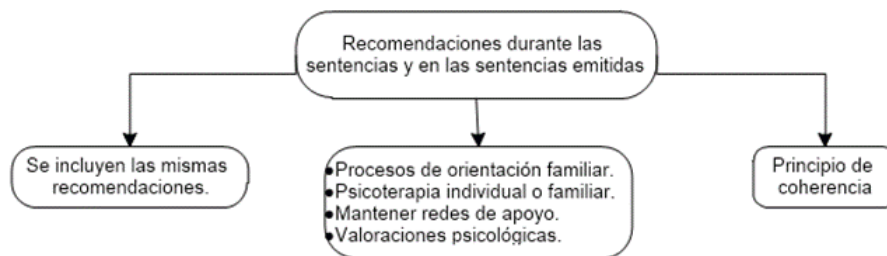 Recomendaciones durante las
sentencias y en las sentencias emitidas
Se incluyen las mismas
recomendaciones.
●Procesos de orientación familiar.
●Psicoterapia individual o familiar.
●Mantener redes de apoyo.
●Valoraciones psicológicas.
Principio de
coherencia